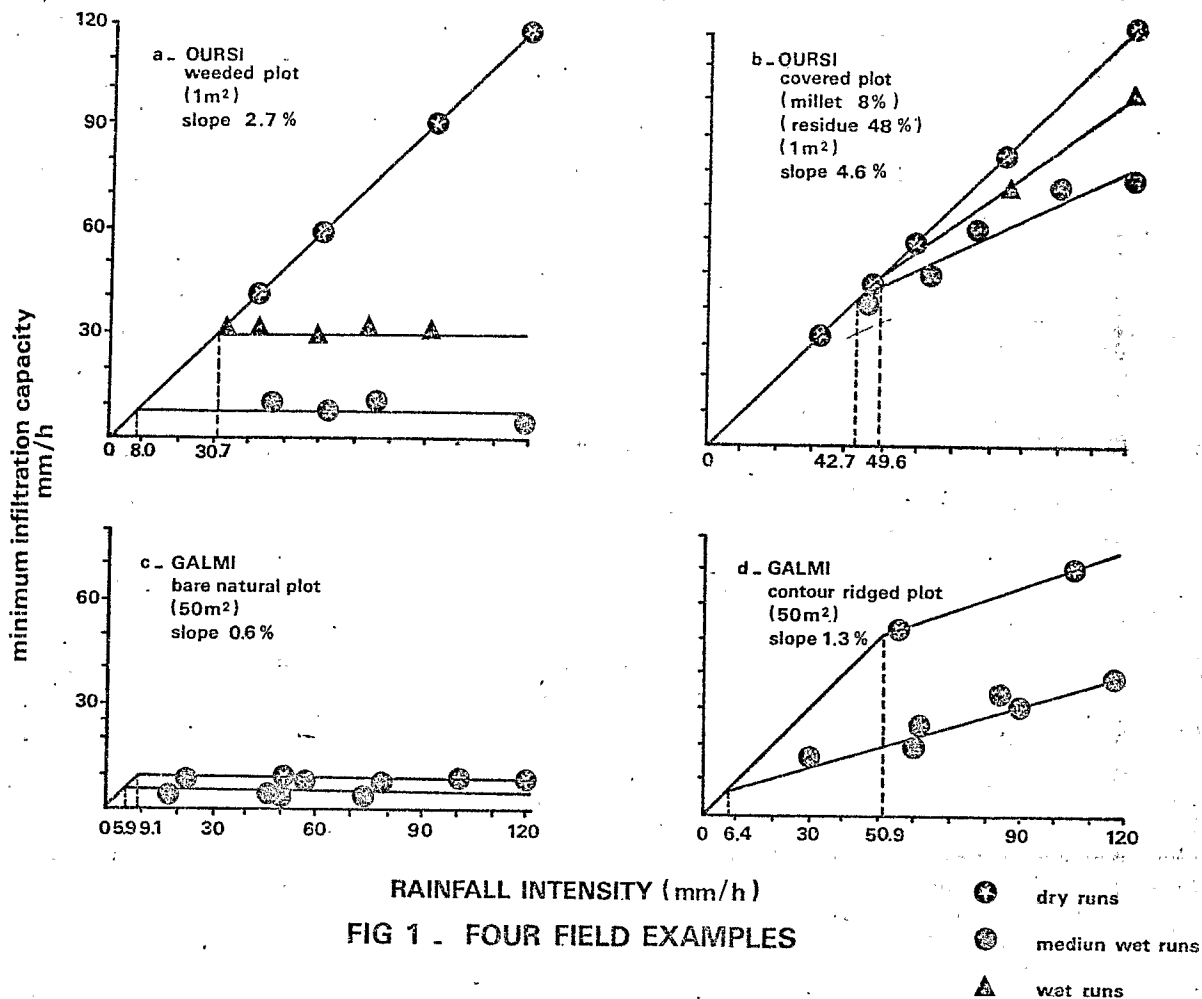 120
90
60
30
a - OURSI
weeded plot
(1m²)
slope 2.7 %
0 8.0 30.7
b - OURSI
covered plot
( millet 8% )
( residue 48 % )
(1m²)
slope 4.6 %
0 42.7 49.6
minimum infiltration capacity
mm/h
60
30
c - GALMI
bare natural plot
(50m²)
slope 0.6 %
0 5.9 9.1 30 60 90 120
d - GALMI
contour ridged plot
(50m²)
slope 1.3 %
0 6.4 30 50.9 90 120
RAINFALL INTENSITY (mm/h)
FIG 1 - FOUR FIELD EXAMPLES
dry runs
mediun wet runs
wat runs